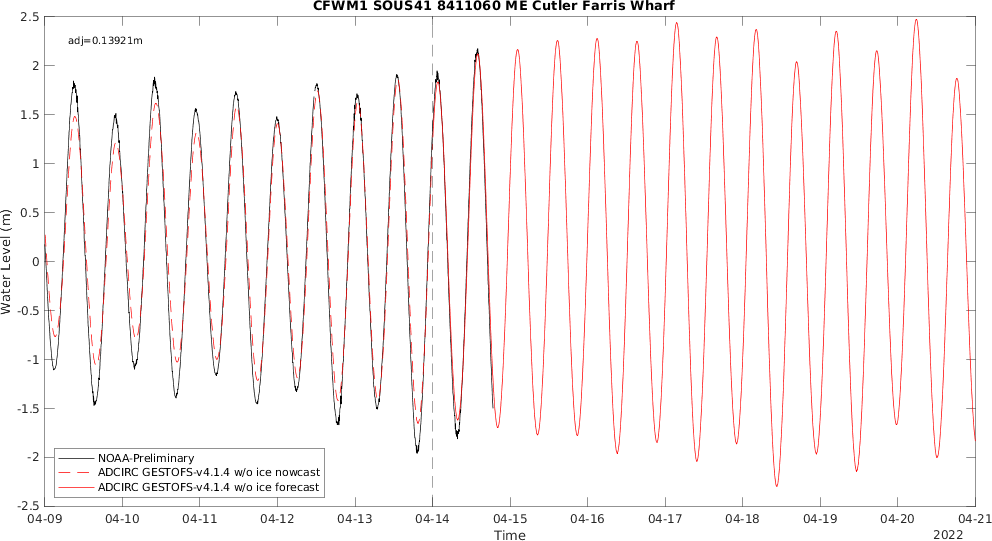 CFWM1 SOUS41 8411060 ME Cutler Farris Wharf
adj=0.13921m
Water Level (m)
2.5
2
1.5
1
0.5
0
-0.5
-1
-1.5
-2
-2.5
NOAA-Preliminary
ADCIRC GESTOFS-v4.1.4 w/o ice nowcast
ADCIRC GESTOFS-v4.1.4 w/o ice forecast
04-09 04-10 04-11 04-12 04-13 04-14 04-15 04-16 04-17 04-18 04-19 04-20 04-21
Time
2022